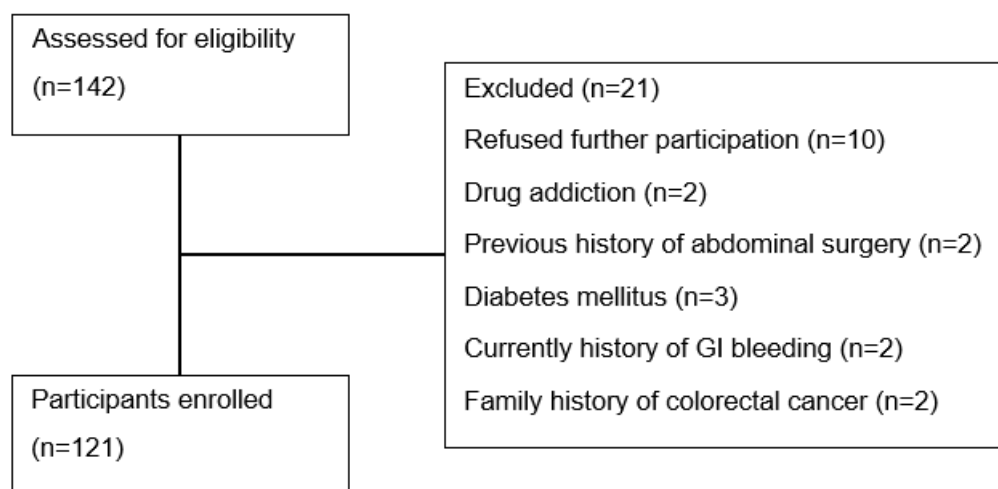 Assessed for eligibility
(n=142)
Excluded (n=21)
Refused further participation (n=10)
Drug addiction (n=2)
Previous history of abdominal surgery (n=2)
Diabetes mellitus (n=3)
Currently history of GI bleeding (n=2)
Family history of colorectal cancer (n=2)
Participants enrolled
(n=121)